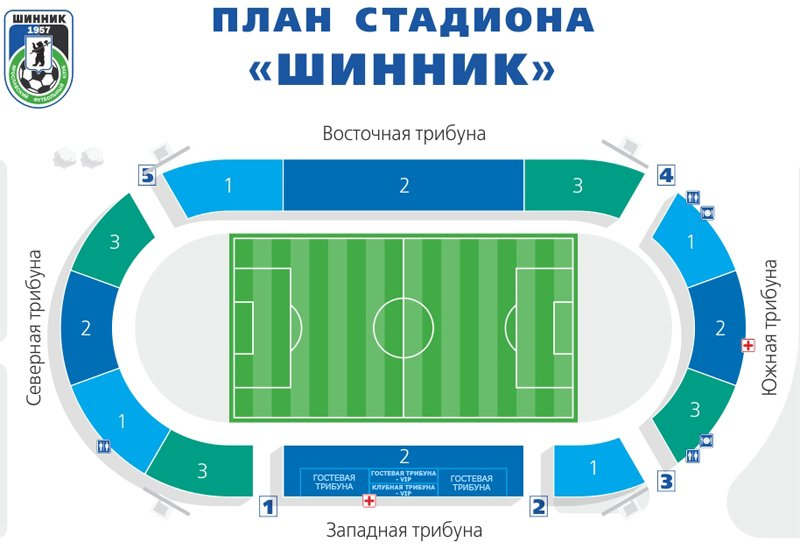 ПЛАН СТАДИОНА
«ШИННИК»
ШИННИК
1957
Восточная трибуна
5
1
2
3
4
Северная трибуна
3
2
1
3
Южная трибуна
1
2
3
2
ГОСТЕВАЯ ТРИБУНА
ГОСТЕВАЯ ТРИБУНА
- VIP
КЛУБНАЯ ТРИБУНА
- VIP
ГОСТЕВАЯ ТРИБУНА
1
1
2
3
Западная трибуна